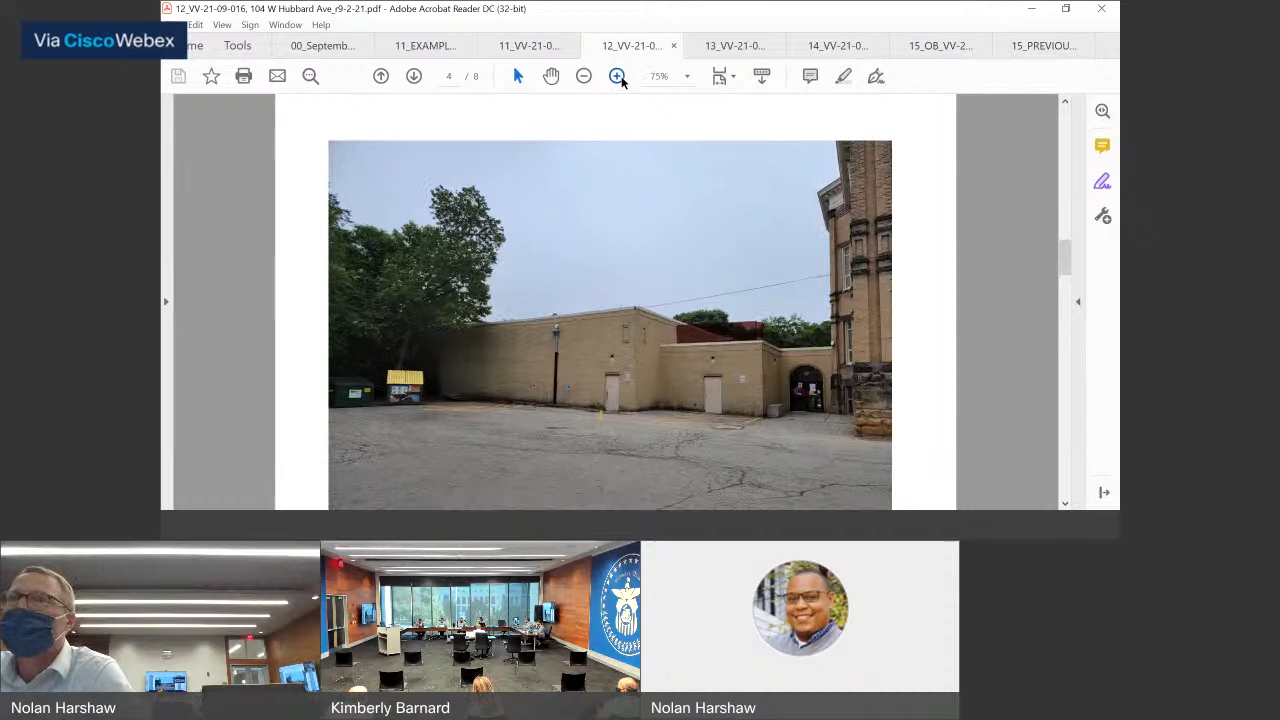 12_VV-21-09-016, 104 W Hubbard Ave_r9-2-21.pdf - Adobe Acrobat Reader DC (32-bit)
Edit View Sign Window Help
Via Cisco Webex
me Tools 00_Septemb... 11_EXAMPL... 11_VV-21-0... 12_VV-21-0... × 13_VV-21-0... 14_VV-21-0... 15_OB_VV-2... 15_PREVIOU...
4 / 8 75%
Nolan Harshaw
Kimberly Barnard
Nolan Harshaw